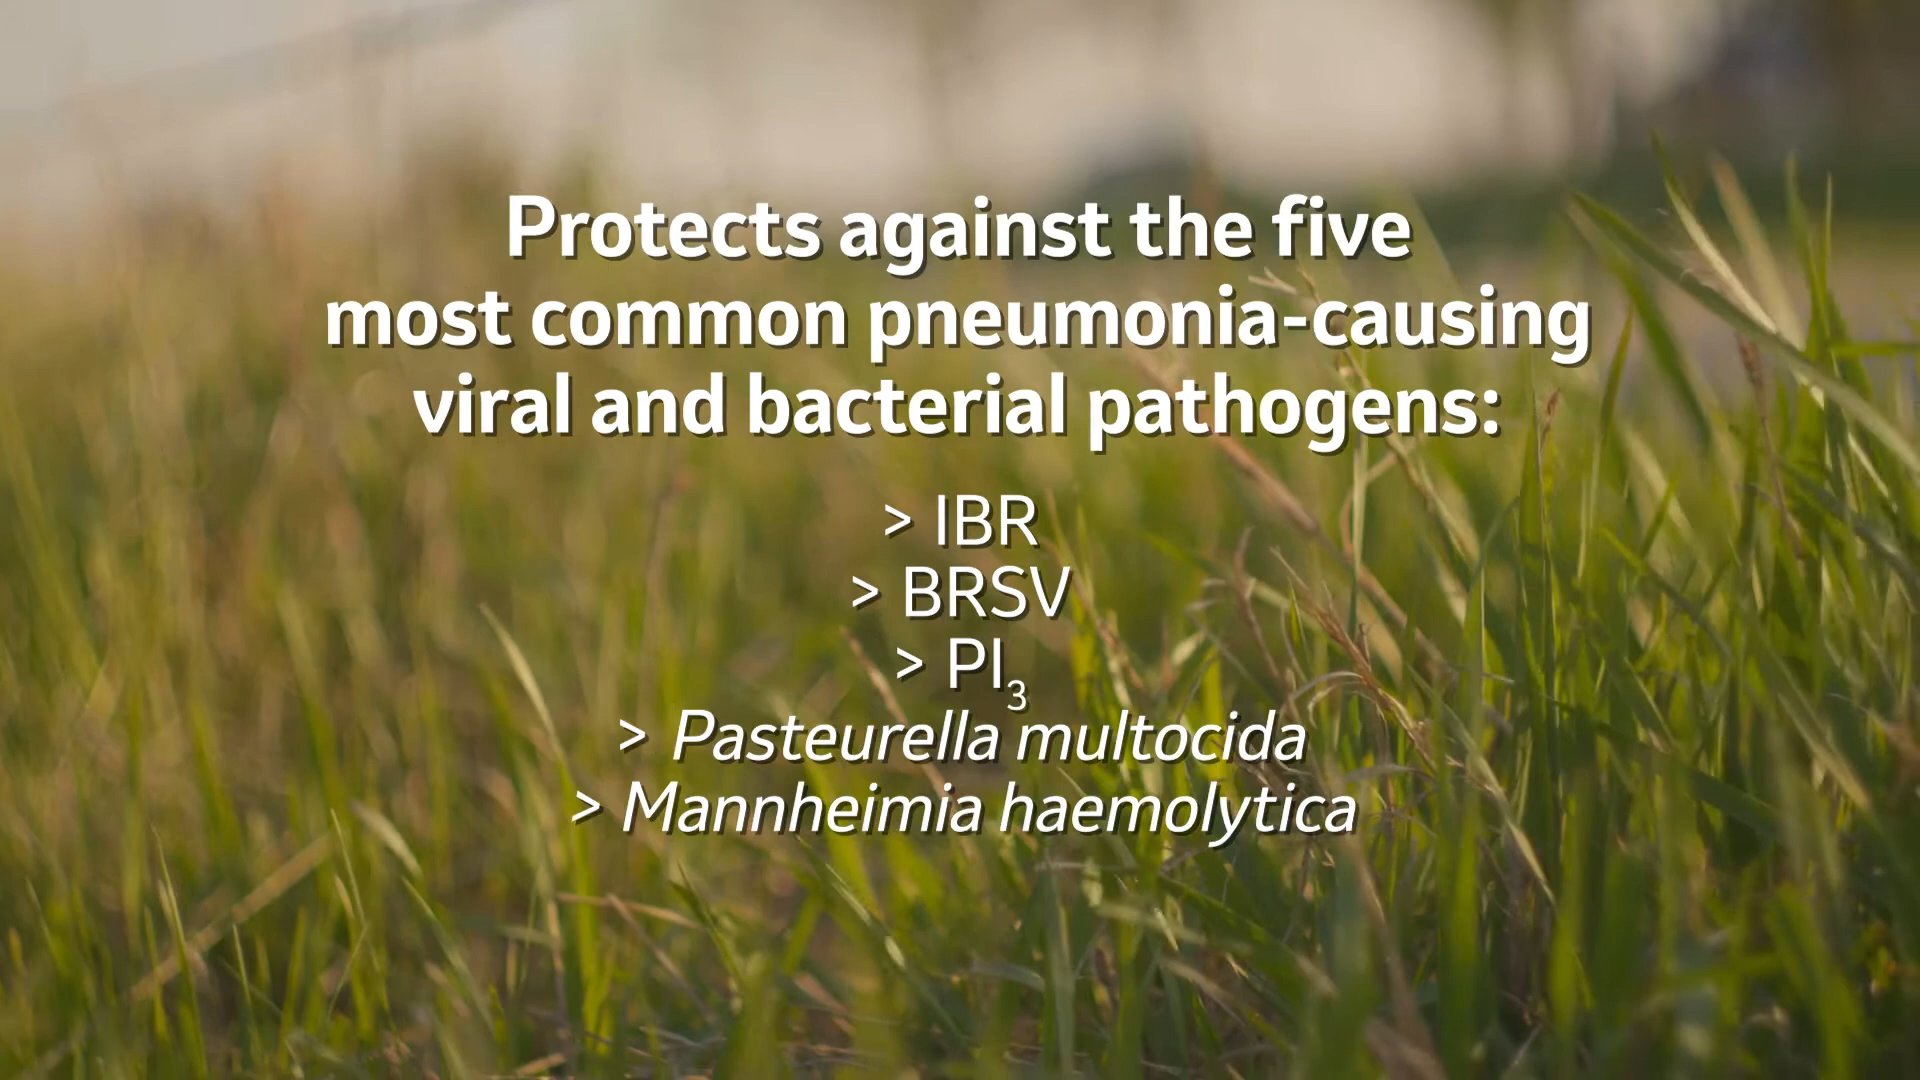 Protects against the five
most common pneumonia-causing
viral and bacterial pathogens:
> IBR
> BRSV
> PI₃
> Pasteurella multocida
> Mannheimia haemolytica